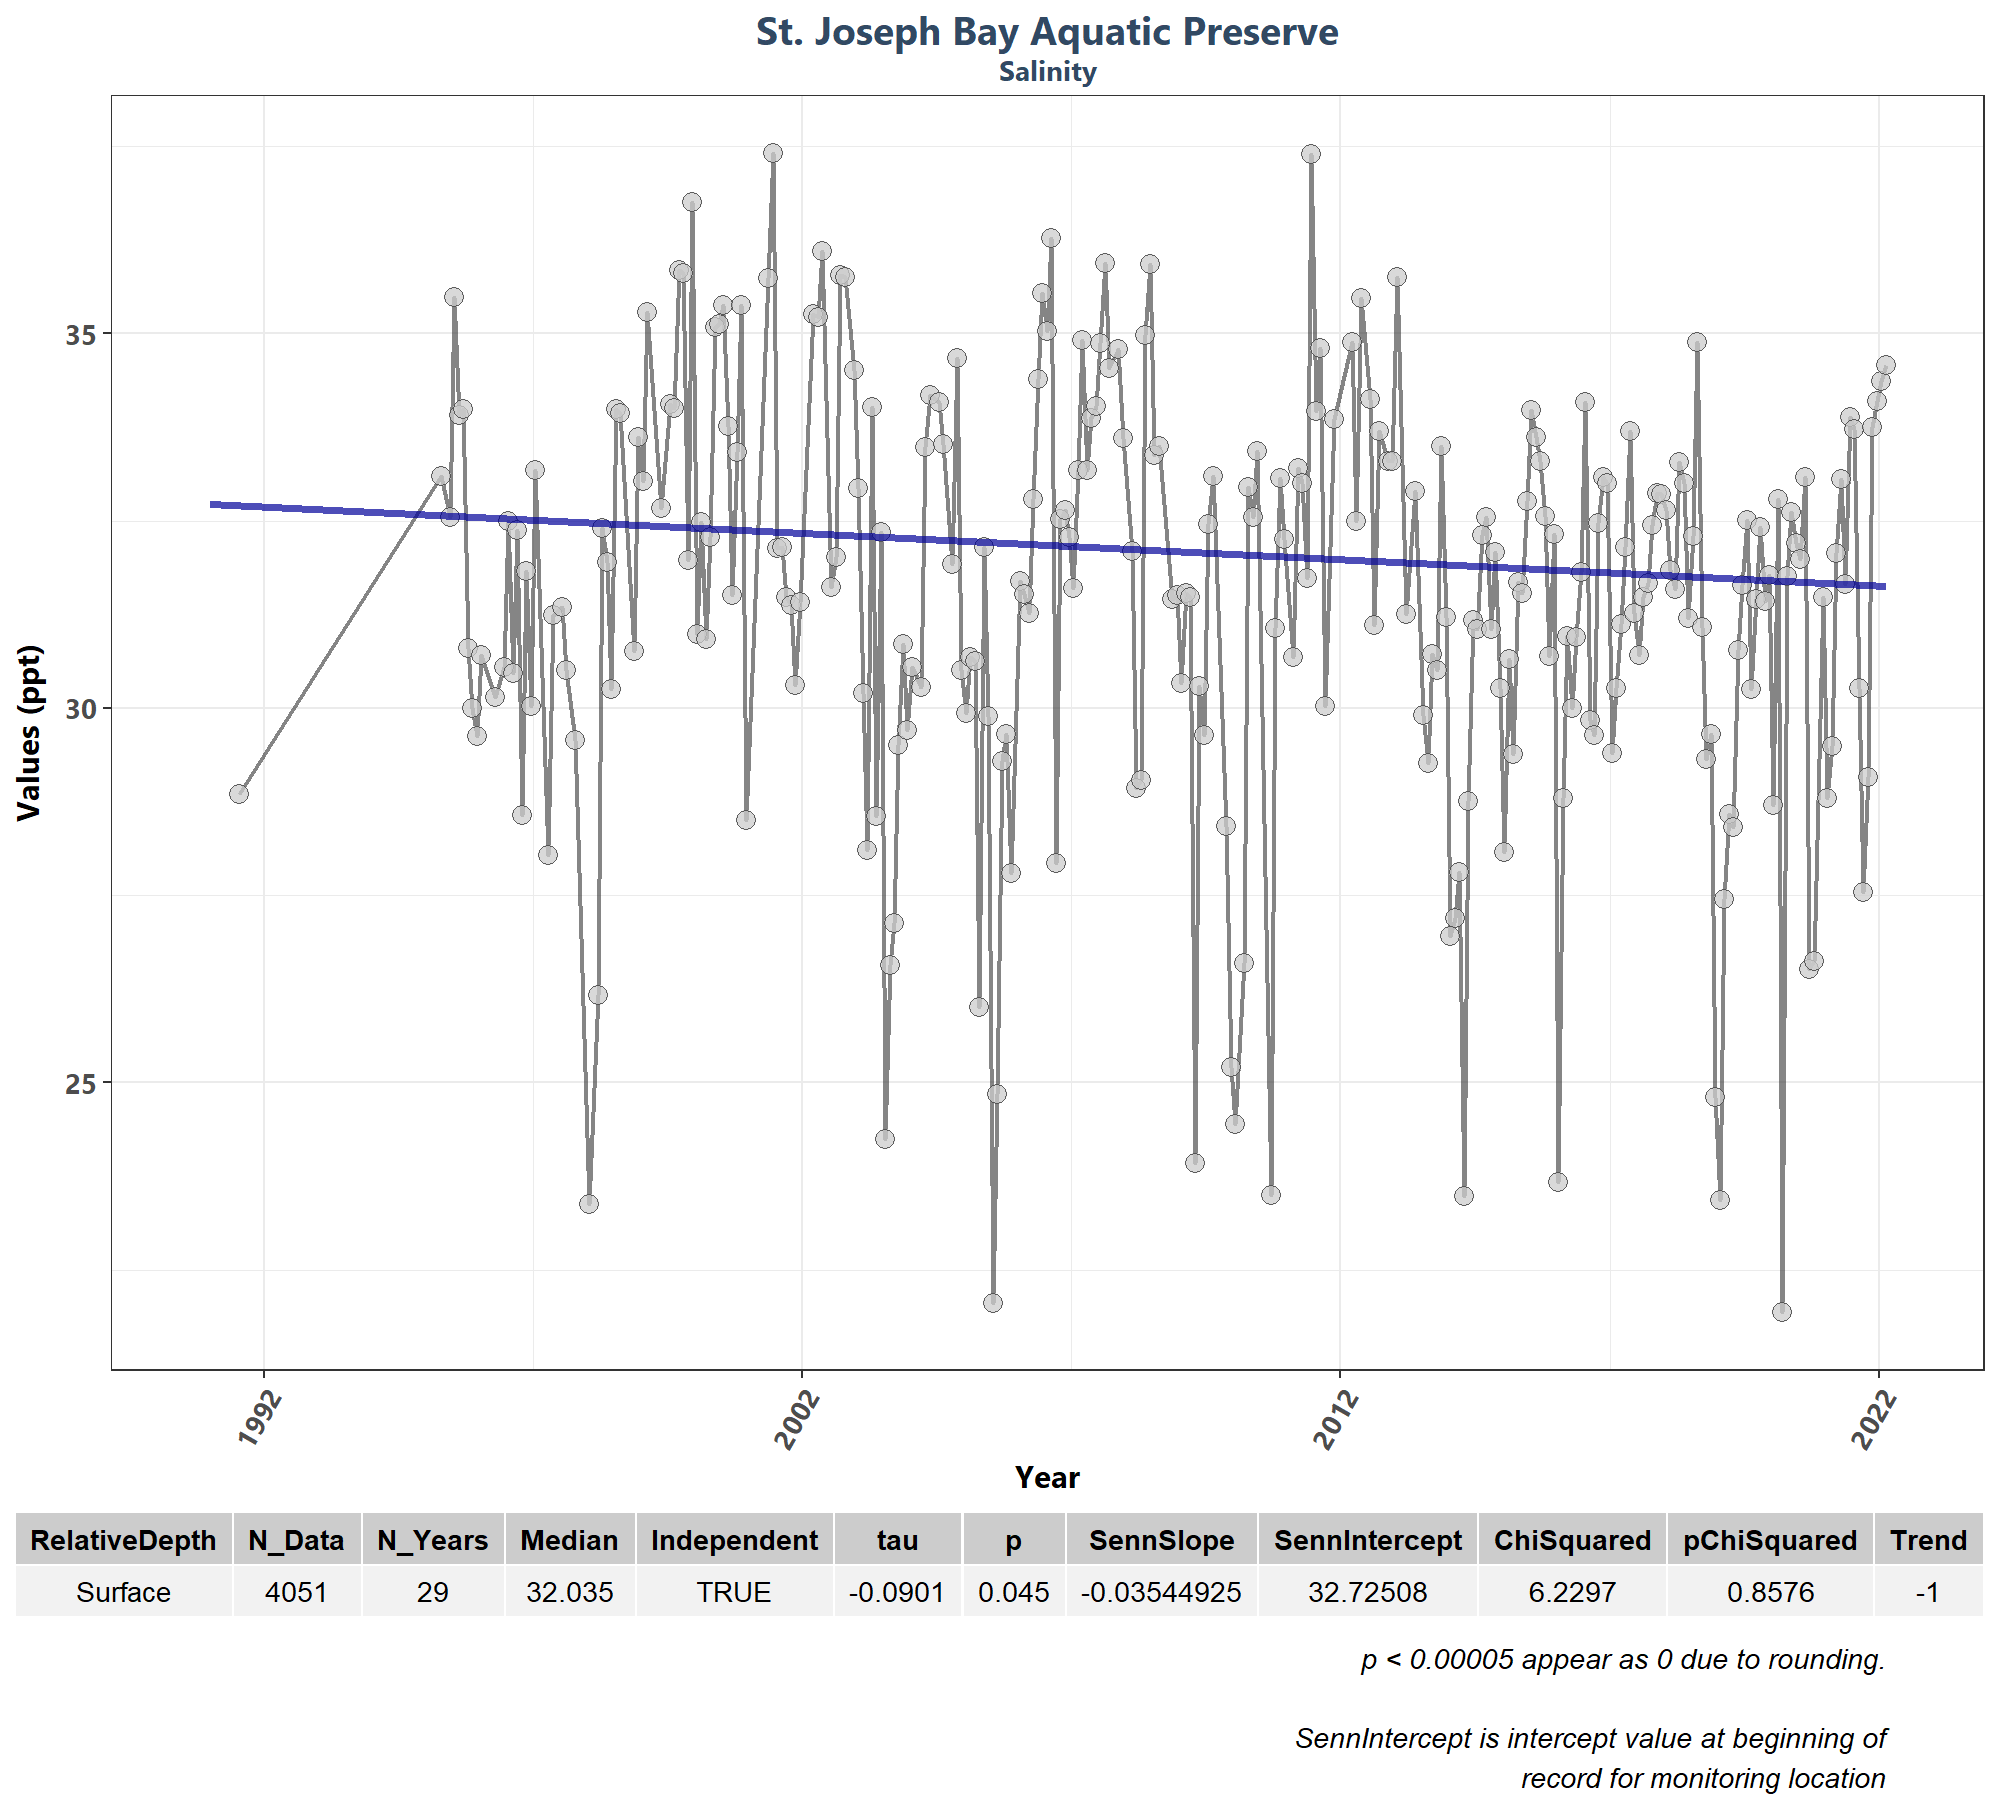 St. Joseph Bay Aquatic Preserve
Salinity
Values (ppt)
35
30
25
1992
2002
2012
2022
Year
RelativeDepth N_Data N_Years Median Independent tau p SennSlope SennIntercept ChiSquared pChiSquared Trend
Surface 4051 29 32.035 TRUE -0.0901 0.045 -0.03544925 32.72508 6.2297 0.8576 -1
p < 0.00005 appear as 0 due to rounding.
SennIntercept is intercept value at beginning of
record for monitoring location